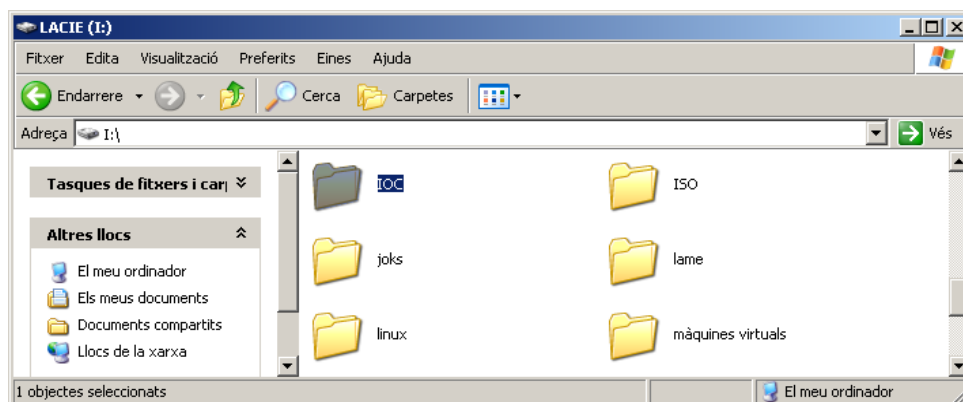 LACIE (I:)
Fitxer Edita Visualització Preferits Eines Ajuda
Endarrere Cerca Carpetes
Adreça I:\ Vés
Tasques de fitxers i car
Altres llocs
El meu ordinador
Els meus documents
Documents compartits
Llocs de la xarxa
IOC ISO
joks lame
linux màquines virtuals
1 objectes seleccionats El meu ordinador